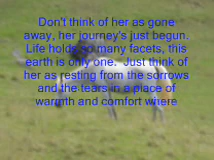 Don't think of her as gone
away, her journey's just begun.
Life holds so many facets, this
earth is only one. Just think of
her as resting from the sorrows
and the tears in a place of
warmth and comfort where